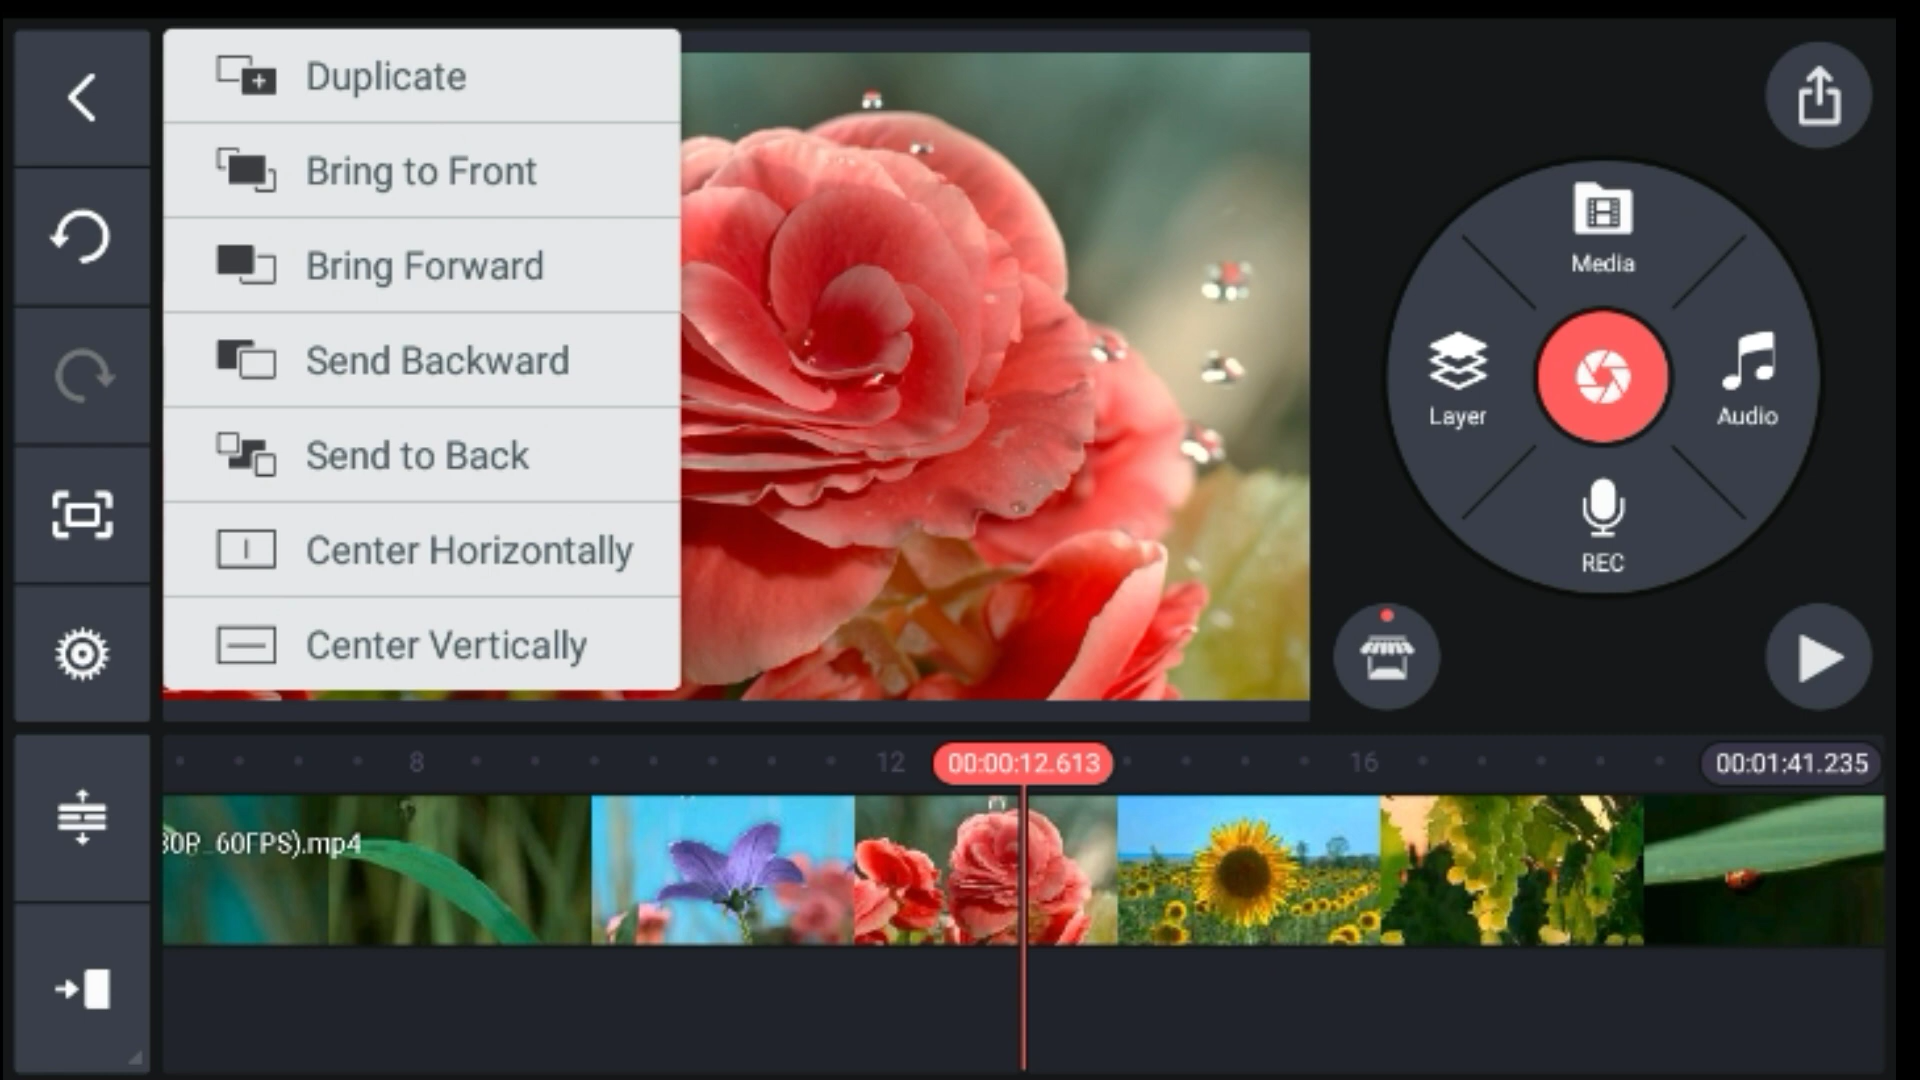 Duplicate
Bring to Front
Bring Forward
Send Backward
Send to Back
Center Horizontally
Center Vertically
Media
Layer
Audio
REC
8
12
00:00:12.613
16
00:01:41.235
30P_60FPS).mp4